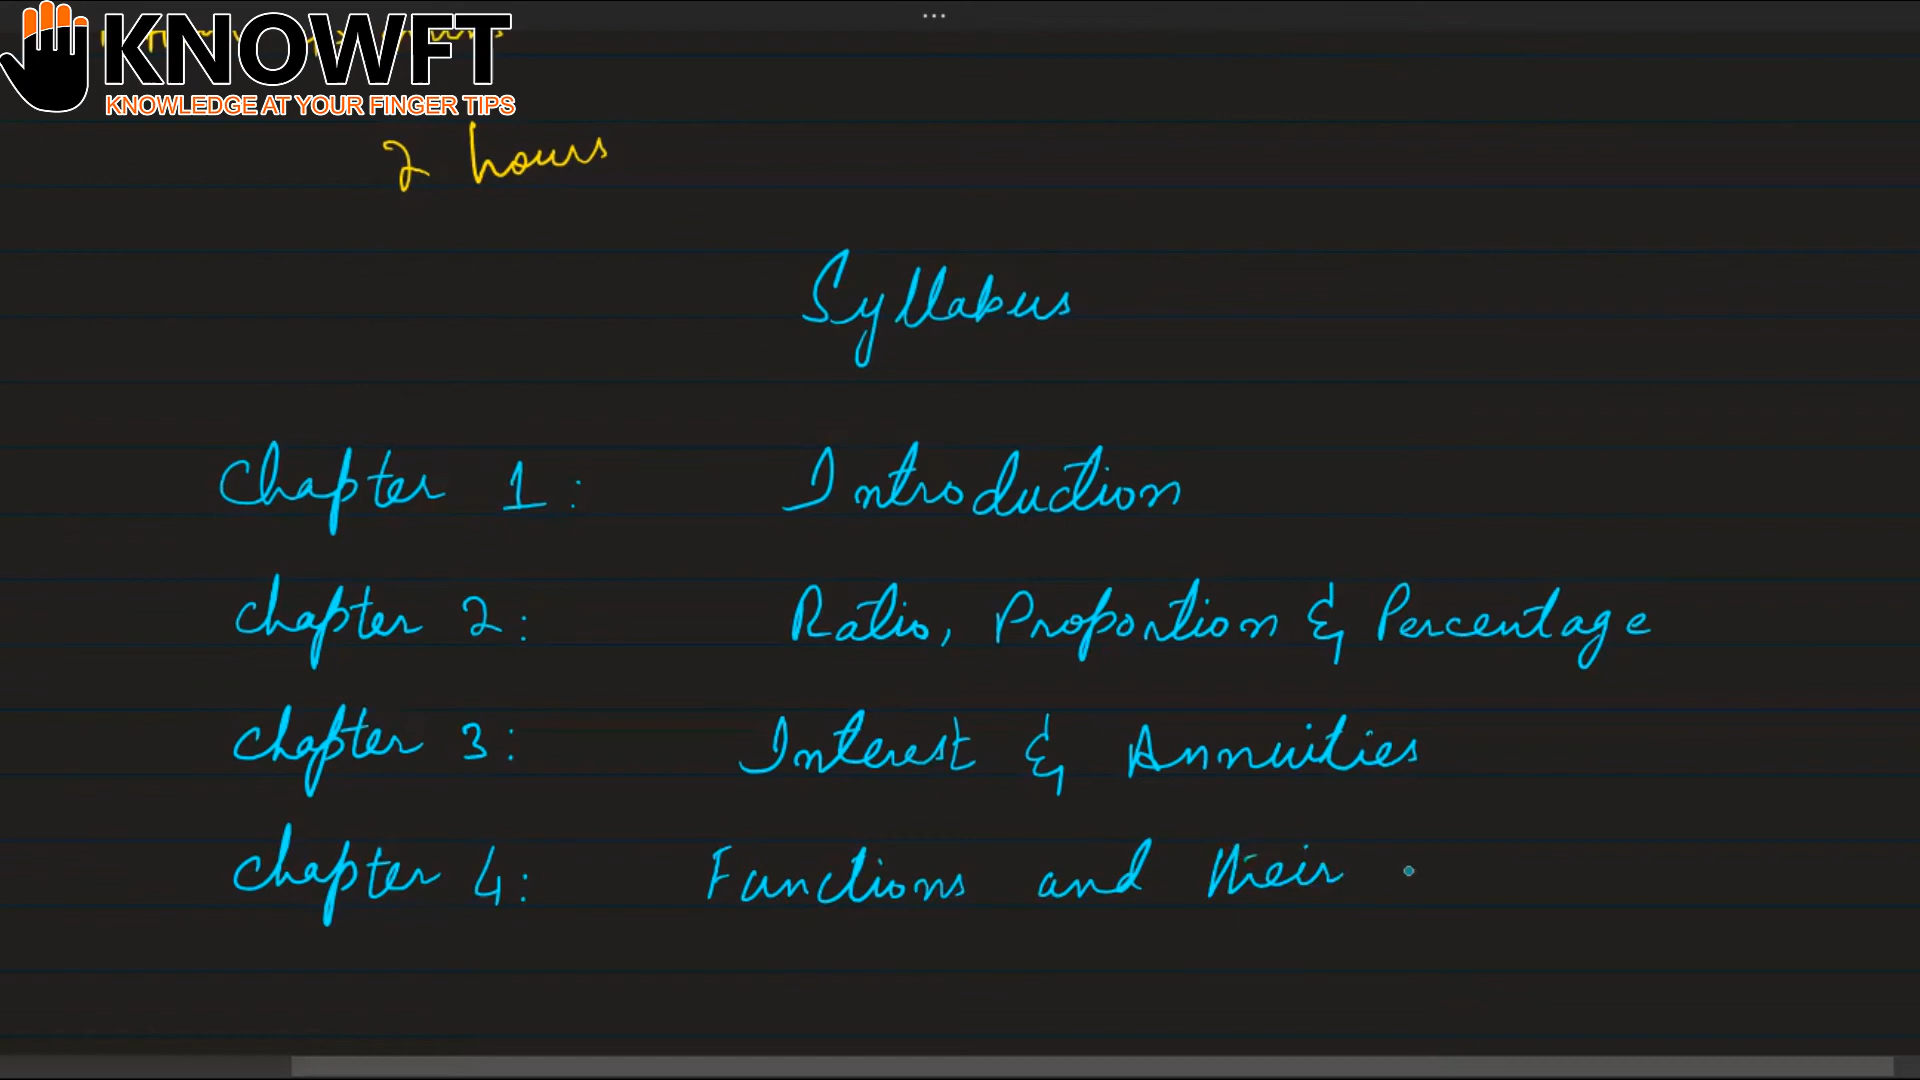 KNOWFT
KNOWLEDGE AT YOUR FINGER TIPS
2 hours
Syllabus
Chapter 1: Introduction
Chapter 2: Ratio, Proportion & Percentage
Chapter 3: Interest & Annuities
Chapter 4: Functions and their